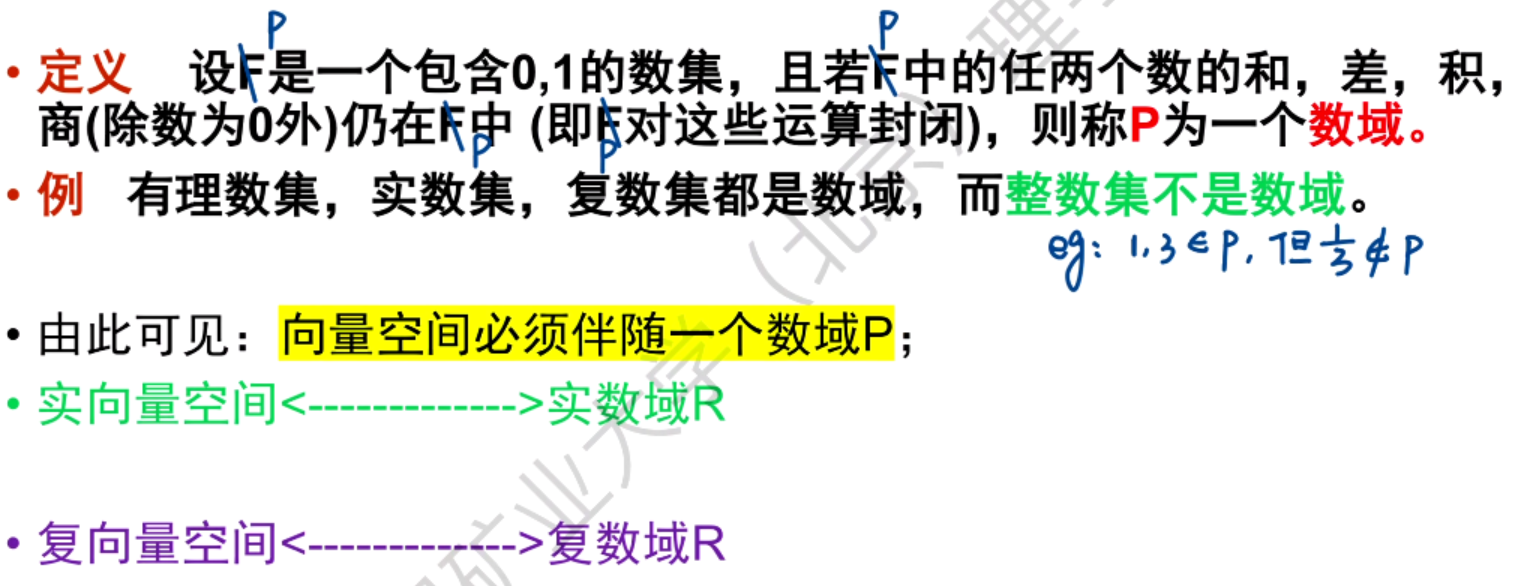 P P
• 定义 设F是一个包含0,1的数集，且若F中的任两个数的和，差，积，
商(除数为0外)仍在F中 (即F对这些运算封闭)，则称P为一个数域。
P P
• 例 有理数集，实数集，复数集都是数域，而整数集不是数域。
eg: 1,3∈P, 但⅓∉P
• 由此可见：向量空间必须伴随一个数域P；
• 实向量空间<------------->实数域R
• 复向量空间<------------->复数域R
矿业大学（北京）理学